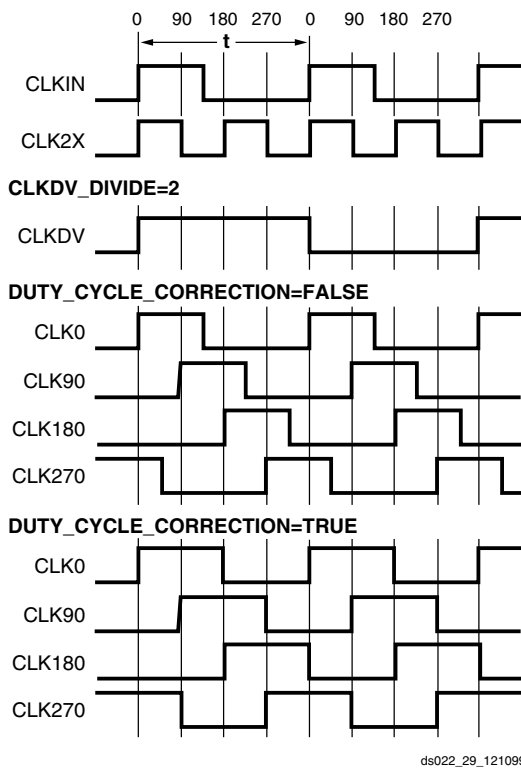 0 90 180 270 0 90 180 270
t
CLKIN
CLK2X
CLKDV_DIVIDE=2
CLKDV
DUTY_CYCLE_CORRECTION=FALSE
CLK0
CLK90
CLK180
CLK270
DUTY_CYCLE_CORRECTION=TRUE
CLK0
CLK90
CLK180
CLK270
ds022_29_121099